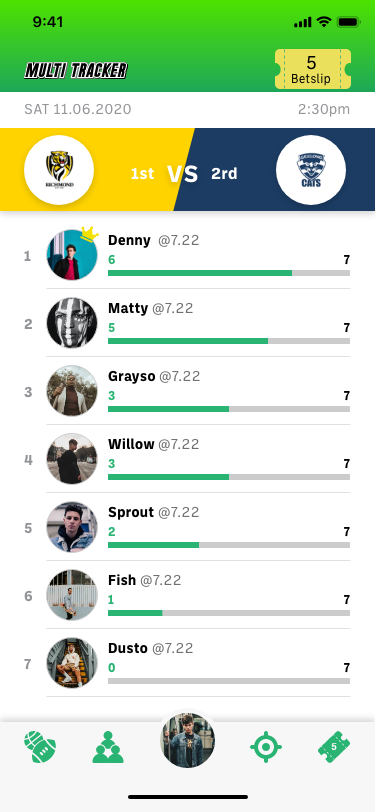 9:41
MULTI TRACKER
5
Betslip
SAT 11.06.2020
2:30pm
RICHMOND
1st VS 2rd
GEELONG
CATS
1
Denny @7.22
6 7
2
Matty @7.22
5 7
3
Grayso @7.22
3 7
4
Willow @7.22
3 7
5
Sprout @7.22
2 7
6
Fish @7.22
1 7
7
Dusto @7.22
0 7
5